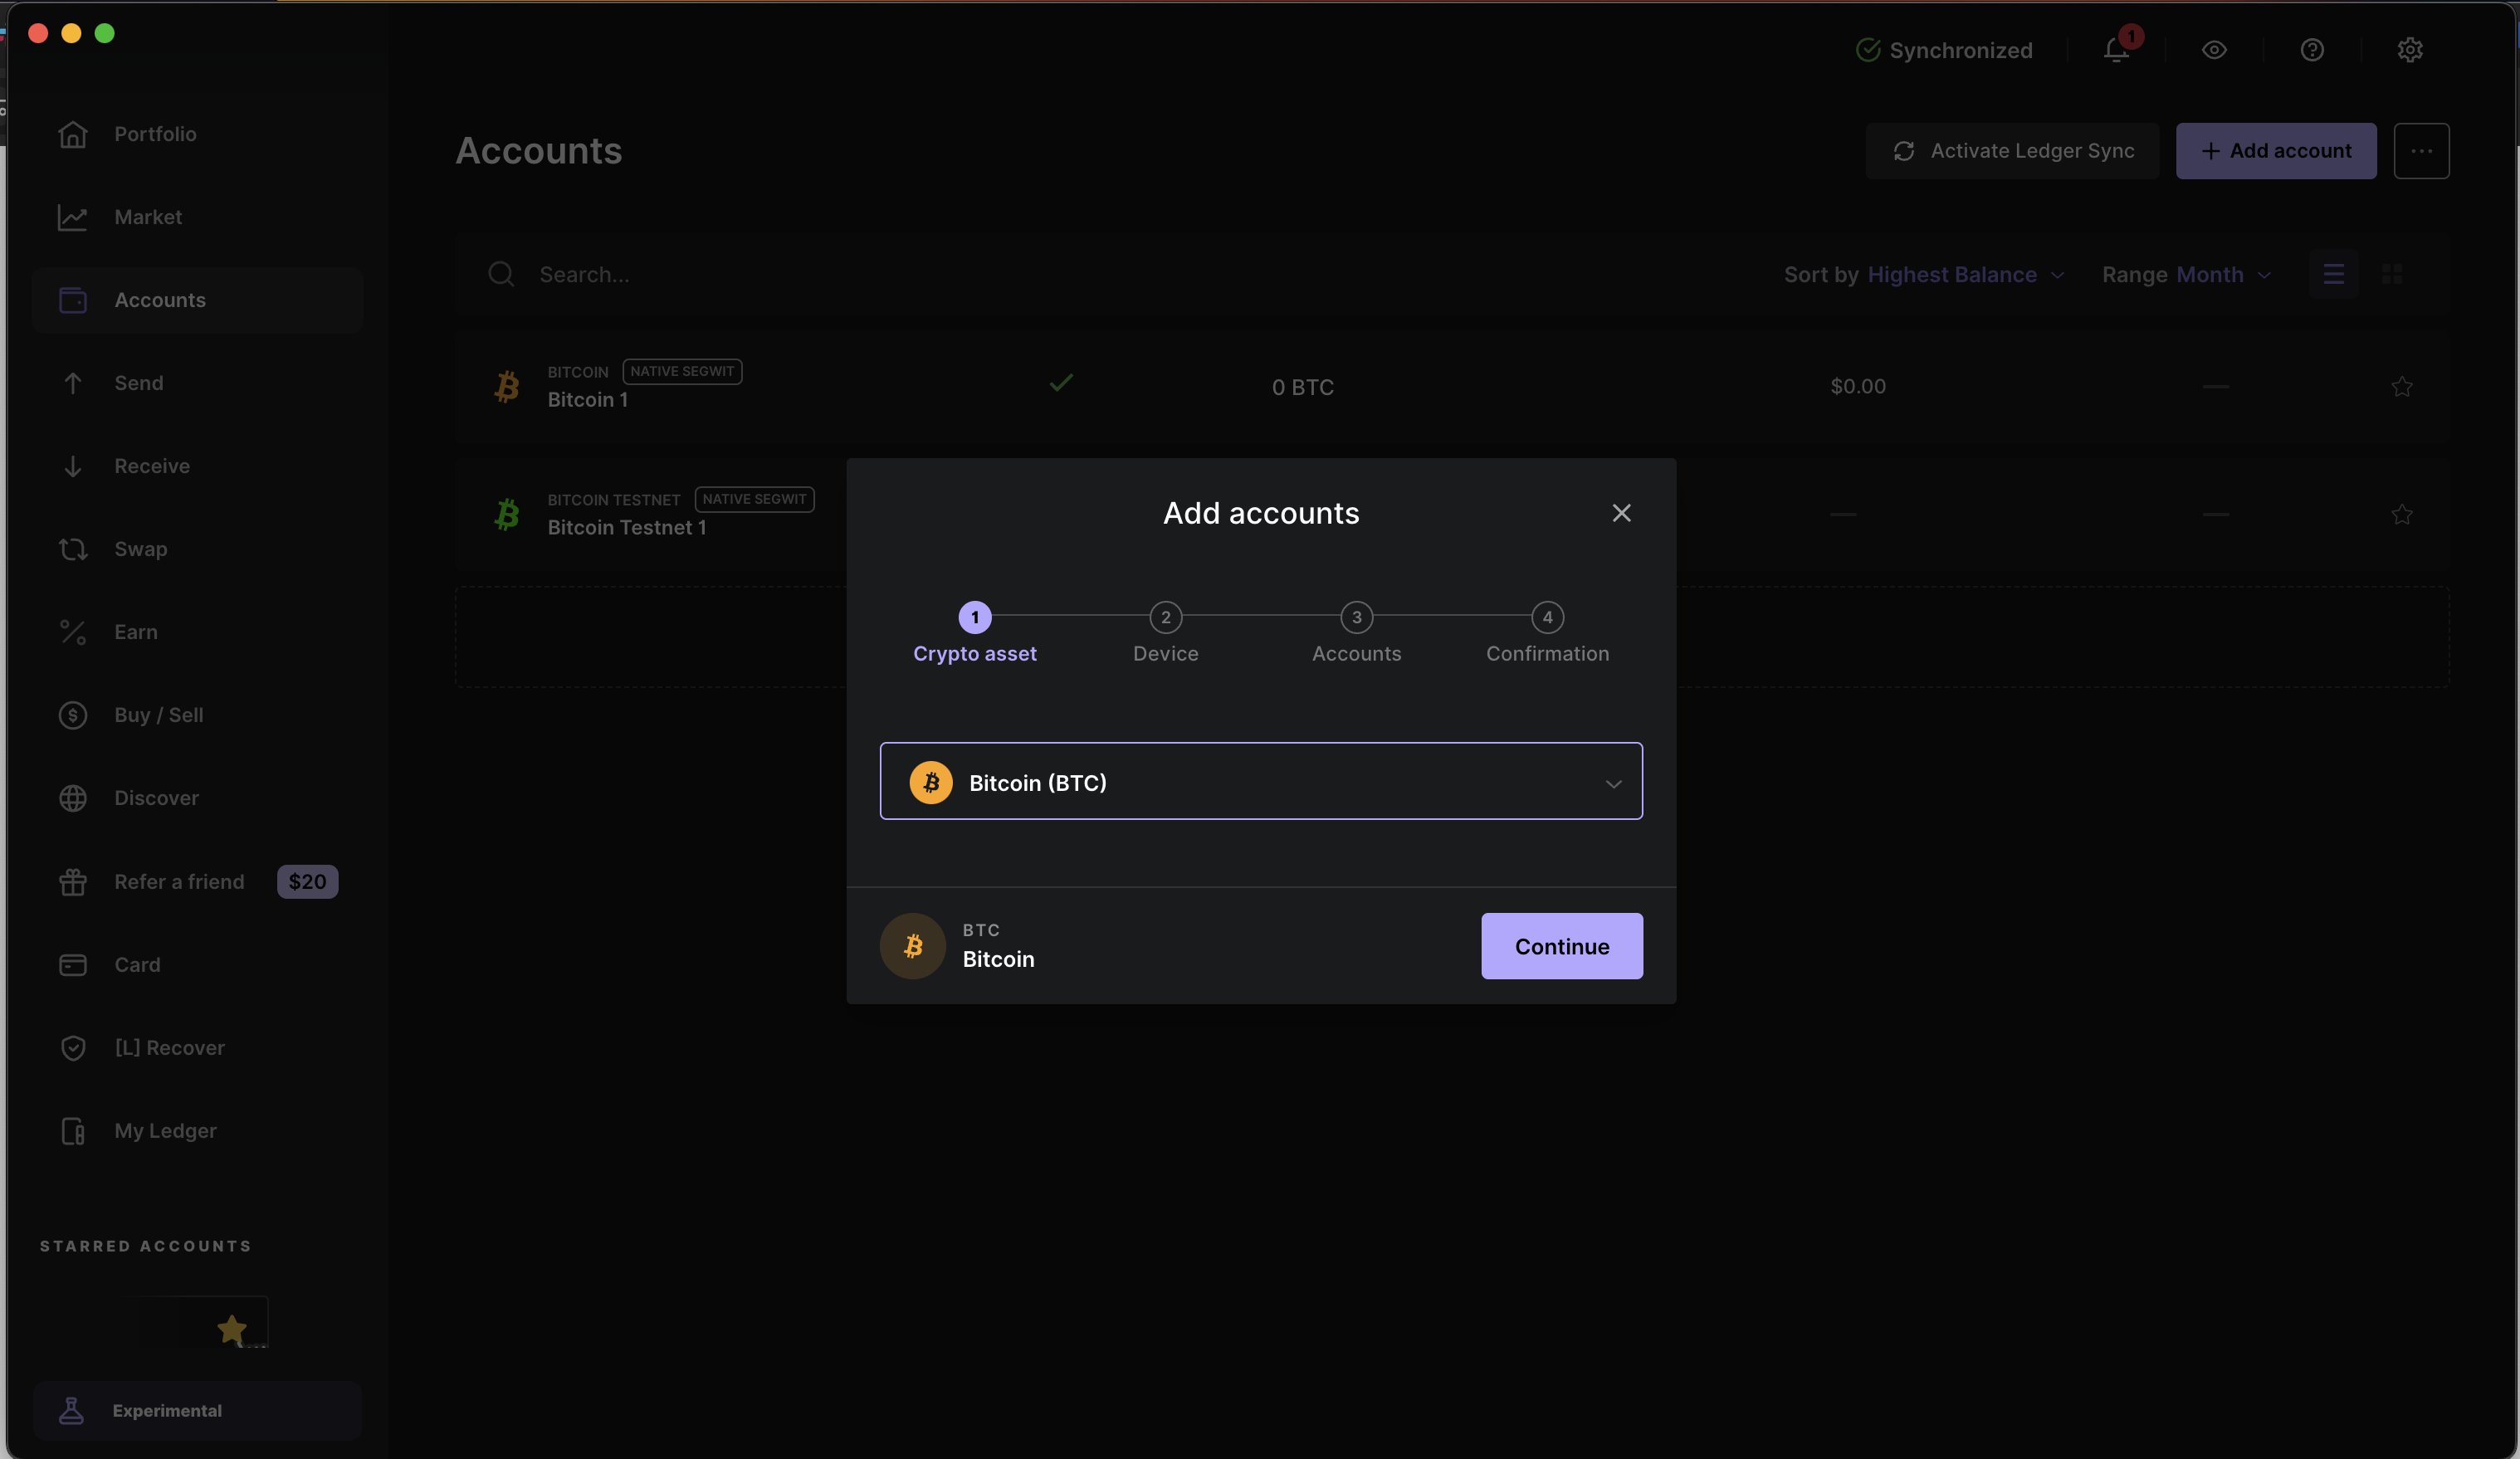 Synchronized
1
Portfolio
Market
Accounts
Send
Receive
Swap
Earn
Buy / Sell
Discover
Refer a friend $20
Card
[L] Recover
My Ledger
STARRED ACCOUNTS
Experimental
Accounts
Activate Ledger Sync
Add account
Search...
Sort by Highest Balance
Range Month
BITCOIN NATIVE SEGWIT
Bitcoin 1
0 BTC
$0.00
BITCOIN TESTNET NATIVE SEGWIT
Bitcoin Testnet 1
Add accounts
1 2 3 4
Crypto asset Device Accounts Confirmation
Bitcoin (BTC)
BTC
Bitcoin
Continue